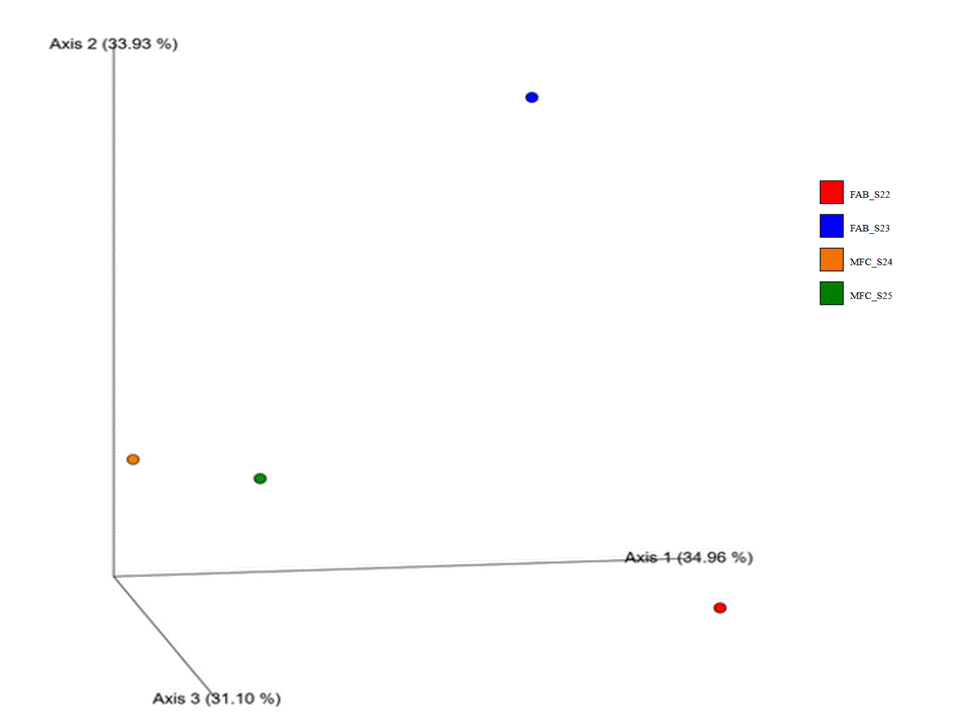 Axis 2 (33.93 %)
FAB_S22
FAB_S23
MFC_S24
MFC_S25
Axis 1 (34.96 %)
Axis 3 (31.10 %)